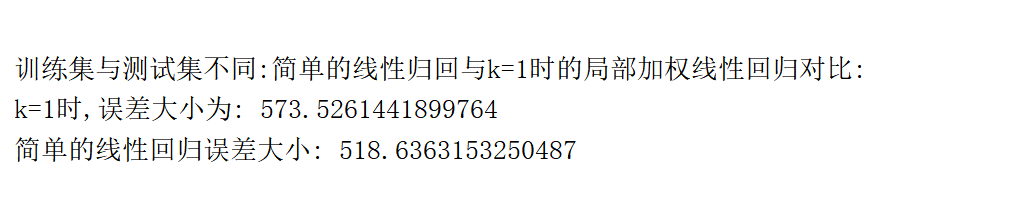 训练集与测试集不同:简单的线性归回与k=1时的局部加权线性回归对比:
k=1时,误差大小为: 573.5261441899764
简单的线性回归误差大小: 518.6363153250487